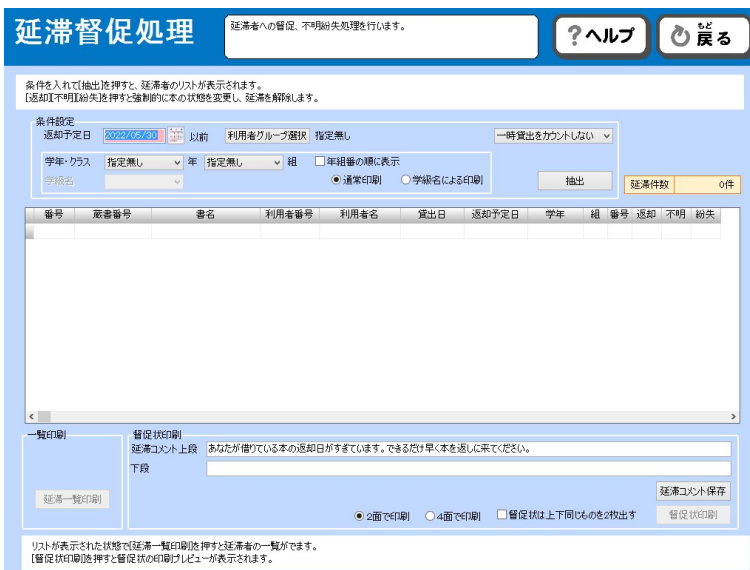 延滞督促処理
延滞者への督促、不明紛失処理を行います。
?ヘルプ
もど
戻る
条件を入れて[抽出]を押すと、延滞者のリストが表示されます。
[返却][不明][紛失]を押すと強制的に本の状態を変更し、延滞を解除します。
条件設定
返却予定日 2022/05/30 以前 利用者グループ選択 指定無し 一時貸出をカウントしない
学年・クラス 指定無し 年 指定無し 組 年組番の順に表示
学級名 通常印刷 学級名による印刷 抽出 延滞件数 0件
番号 蔵書番号 書名 利用者番号 利用者名 貸出日 返却予定日 学年 組 番号 返却 不明 紛失
一覧印刷 督促状印刷
延滞コメント上段 あなたが借りている本の返却日がすぎています。できるだけ早く本を返しに来てください。
下段
延滞一覧印刷 延滞コメント保存
2面で印刷 4面で印刷 督促状は上下同じものを2枚出す 督促状印刷
リストが表示された状態で[延滞一覧印刷]を押すと延滞者の一覧がでます。
[督促状印刷]を押すと督促状の印刷プレビューが表示されます。